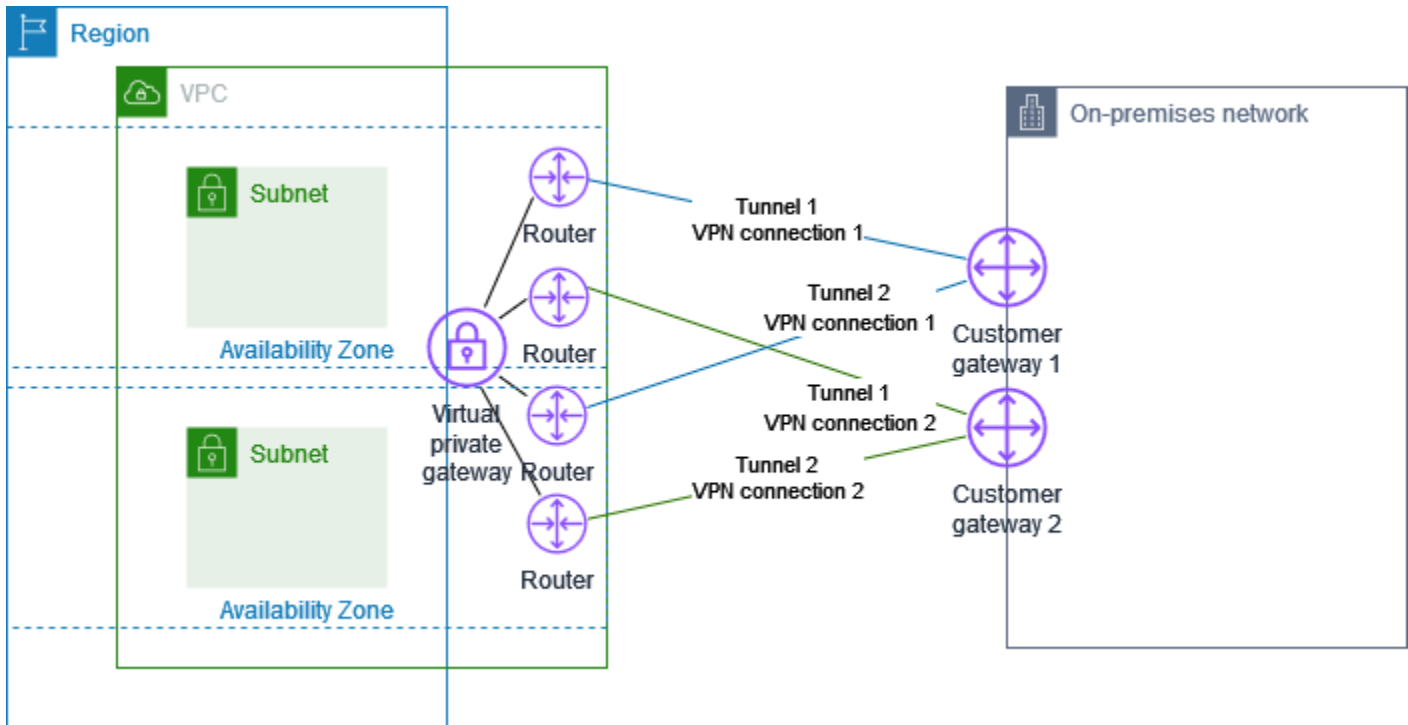 Region
VPC
On-premises network
Subnet
Router
Tunnel 1
VPN connection 1
Tunnel 2
VPN connection 1
Customer
gateway 1
Availability Zone
Router
Virtual
private
gateway
Router
Tunnel 1
VPN connection 2
Subnet
Tunnel 2
VPN connection 2
Customer
gateway 2
Router
Availability Zone